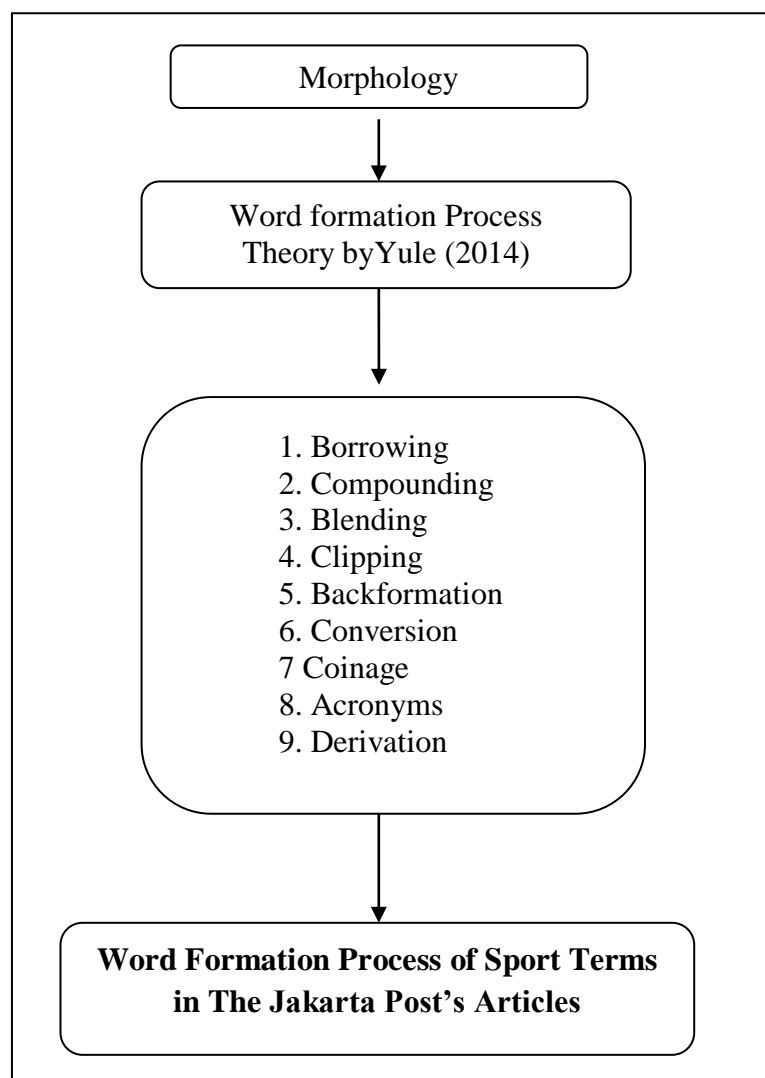 Morphology
Word formation Process
Theory byYule (2014)
1. Borrowing
2. Compounding
3. Blending
4. Clipping
5. Backformation
6. Conversion
7 Coinage
8. Acronyms
9. Derivation
Word Formation Process of Sport Terms
in The Jakarta Post’s Articles